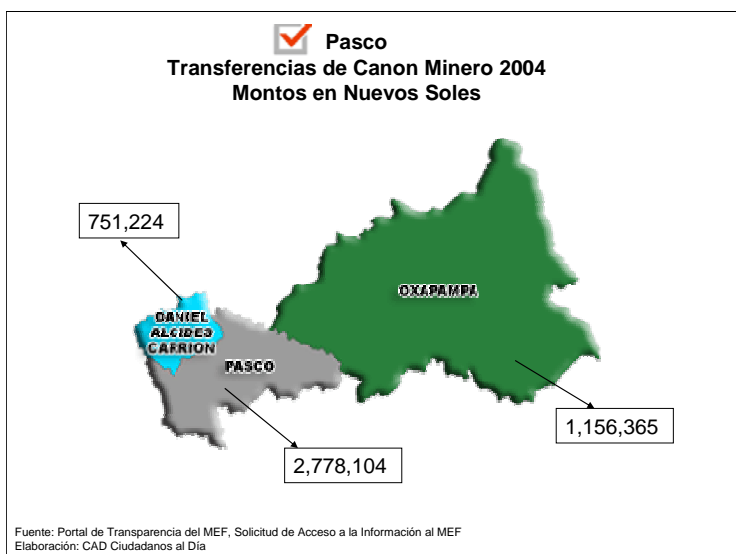 Pasco
Transferencias de Canon Minero 2004
Montos en Nuevos Soles
751,224
OXAPAMPA
DANIEL
ALCIDES
CARRION
PASCO
1,156,365
2,778,104
Fuente: Portal de Transparencia del MEF, Solicitud de Acceso a la Información al MEF
Elaboración: CAD Ciudadanos al Día